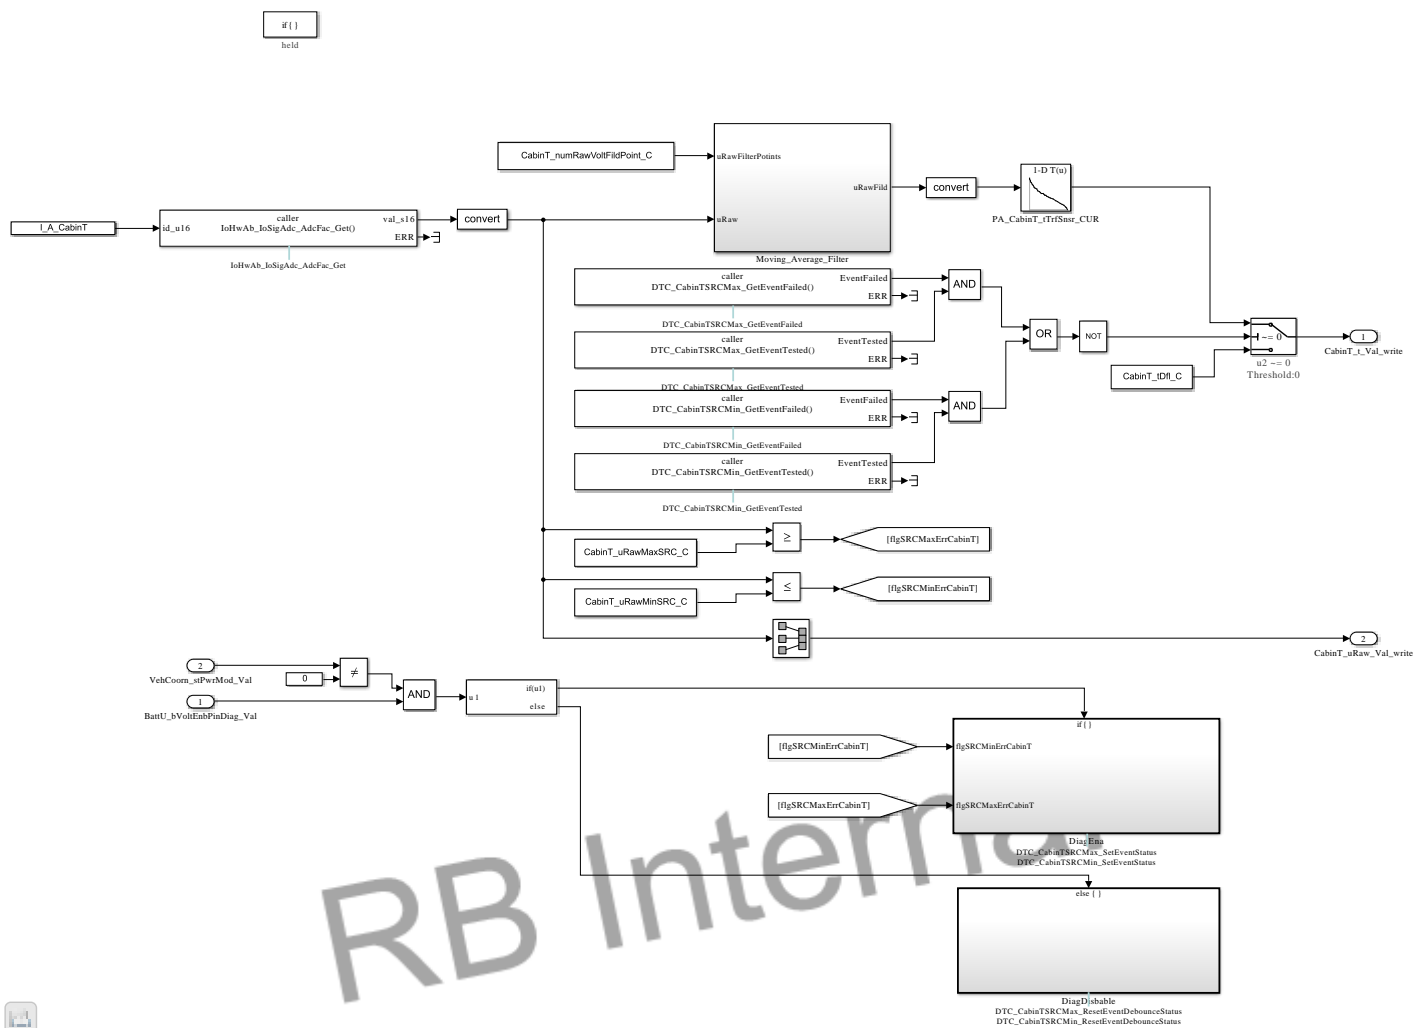 if { }
held
CabinT_numRawVoltFildPoint_C
uRawFilterPotints
uRaw
uRawFild
Moving_Average_Filter
convert
1-D T(u)
PA_CabinT_tTrfSnsr_CUR
I_A_CabinT
caller
id_u16
IoHwAb_IoSigAdc_AdcFac_Get()
val_s16
ERR
IoHwAb_IoSigAdc_AdcFac_Get
convert
caller
DTC_CabinTSRCMax_GetEventFailed()
EventFailed
ERR
DTC_CabinTSRCMax_GetEventFailed
caller
DTC_CabinTSRCMax_GetEventTested()
EventTested
ERR
DTC_CabinTSRCMax_GetEventTested
caller
DTC_CabinTSRCMin_GetEventFailed()
EventFailed
ERR
DTC_CabinTSRCMin_GetEventFailed
caller
DTC_CabinTSRCMin_GetEventTested()
EventTested
ERR
DTC_CabinTSRCMin_GetEventTested
AND
AND
OR
NOT
CabinT_tDfl_C
~= 0
u2 ~= 0
Threshold:0
1
CabinT_t_Val_write
CabinT_uRawMaxSRC_C
≥
[flgSRCMaxErrCabinT]
CabinT_uRawMinSRC_C
≤
[flgSRCMinErrCabinT]
2
CabinT_uRaw_Val_write
2
VehCoorn_stPwrMod_Val
0
≠
1
BattU_bVoltEnbPinDiag_Val
AND
u1
if(u1)
else
[flgSRCMinErrCabinT]
[flgSRCMaxErrCabinT]
if { }
flgSRCMinErrCabinT
flgSRCMaxErrCabinT
DiagEna
DTC_CabinTSRCMax_SetEventStatus
DTC_CabinTSRCMin_SetEventStatus
else { }
DiagDisbable
DTC_CabinTSRCMax_ResetEventDebounceStatus
DTC_CabinTSRCMin_ResetEventDebounceStatus
RB Internal